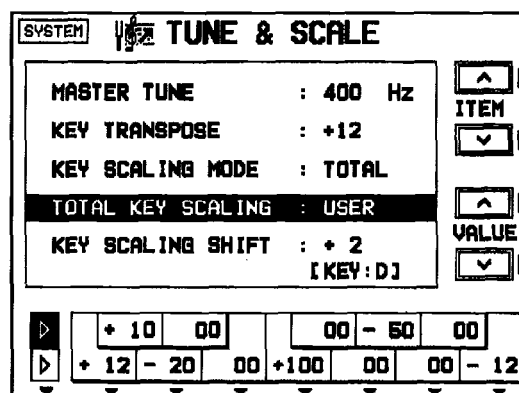 SYSTEM TUNE & SCALE
MASTER TUNE : 400 Hz
KEY TRANSPOSE : +12
KEY SCALING MODE : TOTAL
TOTAL KEY SCALING : USER
KEY SCALING SHIFT : + 2
[KEY:D]
ITEM
VALUE
+ 10 00 00 - 50 00
+ 12 - 20 00 +100 00 00 - 12